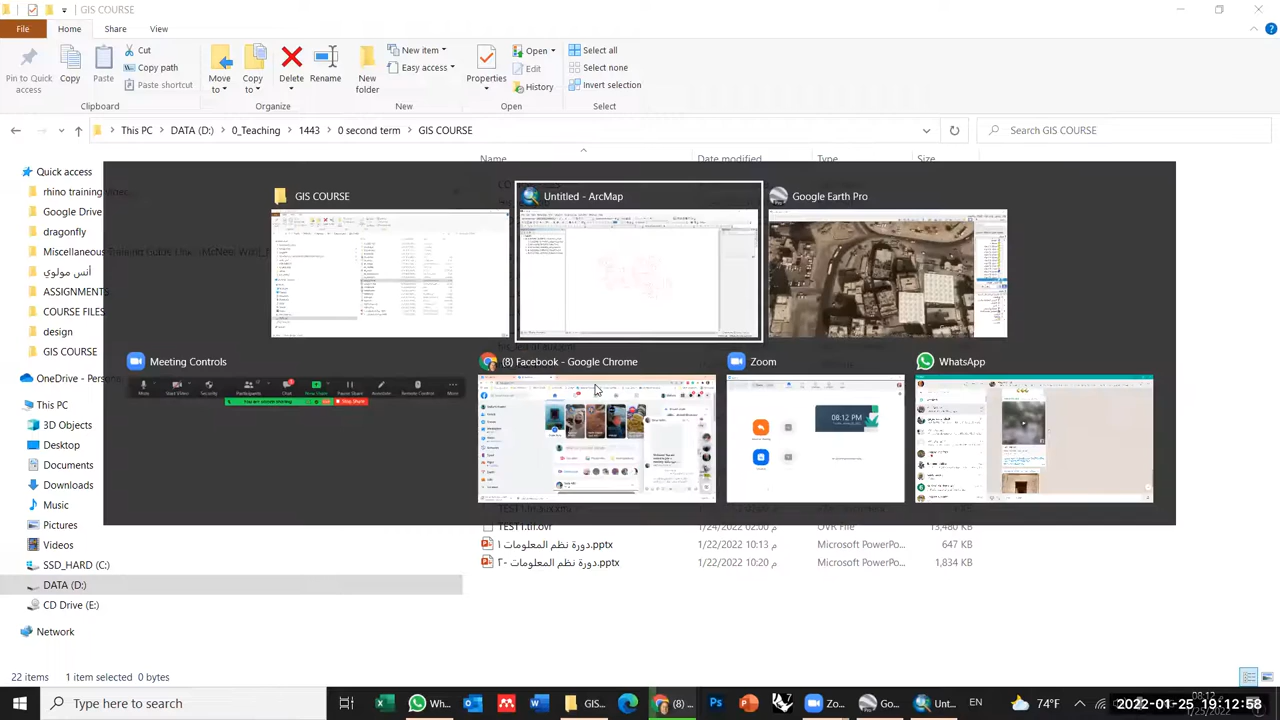 GIS COURSE
File Home Share View
Pin to Quick access
Copy
Paste
Cut
Copy path
Paste shortcut
Clipboard
Move to
Copy to
Delete
Rename
Organize
New folder
New item
Easy access
New
Properties
Open
Edit
History
Open
Select all
Select none
Invert selection
Select
This PC > DATA (D:) > 0_Teaching > 1443 > 0 second term > GIS COURSE
Search GIS COURSE
Name Date modified Type Size
Quick access
rhino training
Google Drive
dragonfly
ASSIGN
COURSE FILES
design
GIS COURSE
3D Objects
Desktop
Documents
Downloads
Music
Pictures
Videos
SSD_HARD (C:)
DATA (D:)
CD Drive (E:)
Network
GIS COURSE
Untitled - ArcMap
Google Earth Pro
Meeting Controls
(8) Facebook - Google Chrome
Zoom
WhatsApp
08:12 PM
TEST1.tif.ovr 1/24/2022 02:00 م OVR File 13,480 KB
دورة نظم المعلومات ١.pptx 1/22/2022 10:13 م Microsoft PowerPo... 647 KB
دورة نظم المعلومات -٢.pptx 1/22/2022 10:20 م Microsoft PowerPo... 1,834 KB
22 items 1 item selected 0 bytes
Type here to search
Wh...
GIS...
(8) ...
Zo...
Go...
Unt...
EN
74°F
2022-01-25 19:12:58